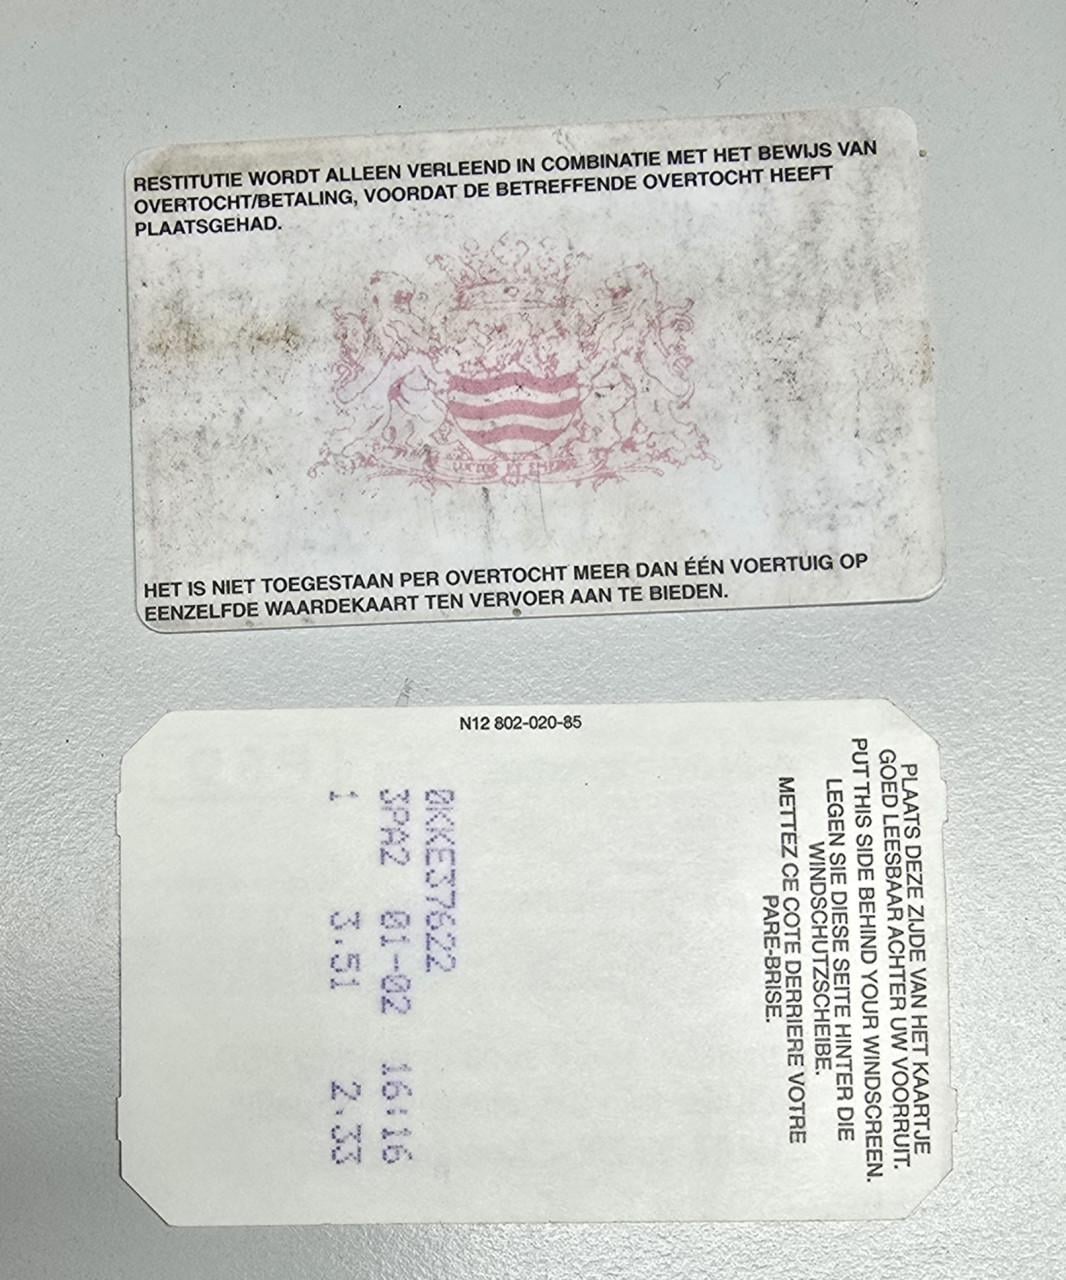 RESTITUTIE WORDT ALLEEN VERLEEND IN COMBINATIE MET HET BEWIJS VAN
OVERTOCHT/BETALING, VOORDAT DE BETREFFENDE OVERTOCHT HEEFT
PLAATSGEHAD.
LUCTOR ET EMERGO
HET IS NIET TOEGESTAAN PER OVERTOCHT MEER DAN ÉÉN VOERTUIG OP
EENZELFDE WAARDEKAART TEN VERVOER AAN TE BIEDEN.
N12 802-020-85
PLAATS DEZE ZIJDE VAN HET KAARTJE
GOED LEESBAAR ACHTER UW VOORRUIT.
PUT THIS SIDE BEHIND YOUR WINDSCREEN.
LEGEN SIE DIESE SEITE HINTER DIE
WINDSCHUTZSCHEIBE.
METTEZ CE COTE DERRIERE VOTRE
PARE-BRISE.
0KKE37622
3PA2 01-02 16:16
1 3.51 2.33